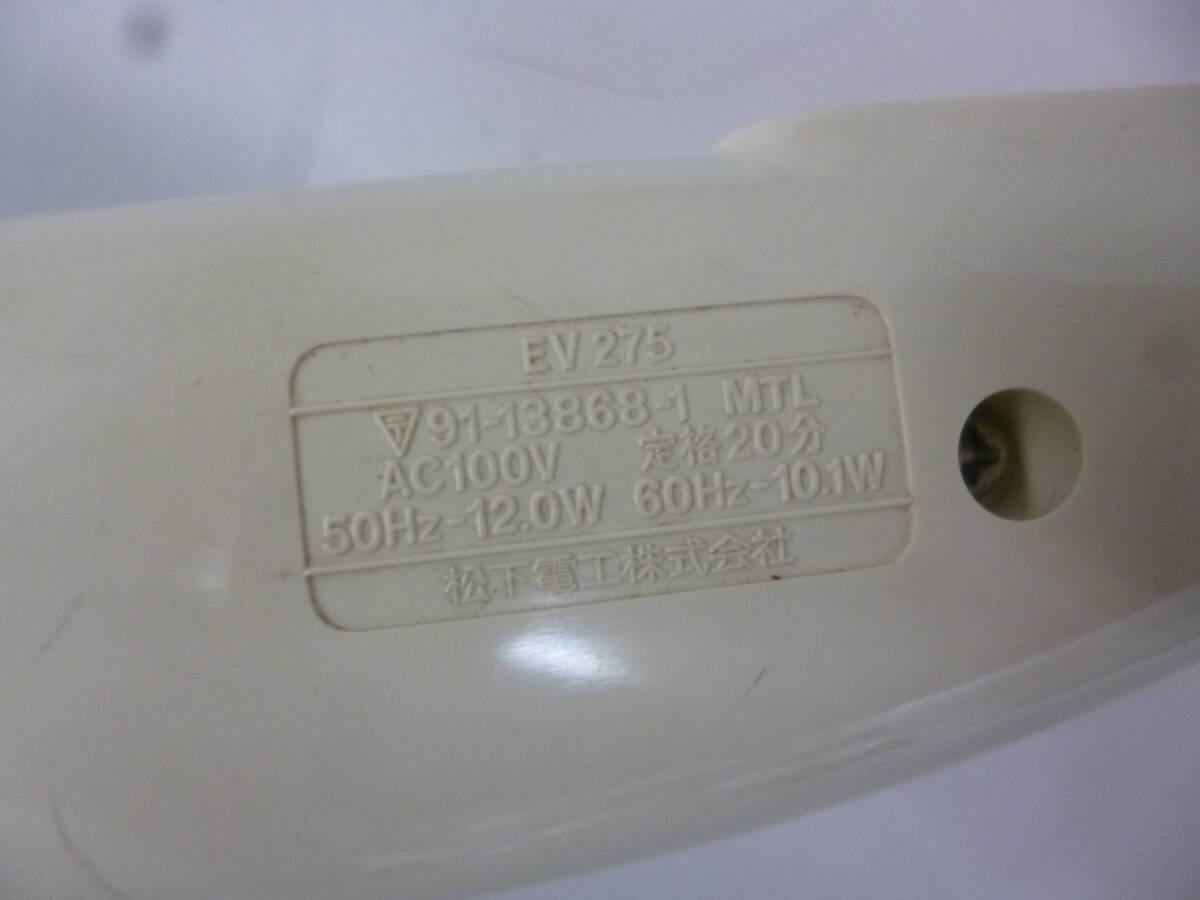 EV 275
〒91-13868-1 MTL
AC100V 定格20分
50Hz-12.0W 60Hz-10.1W
松下電工株式会社